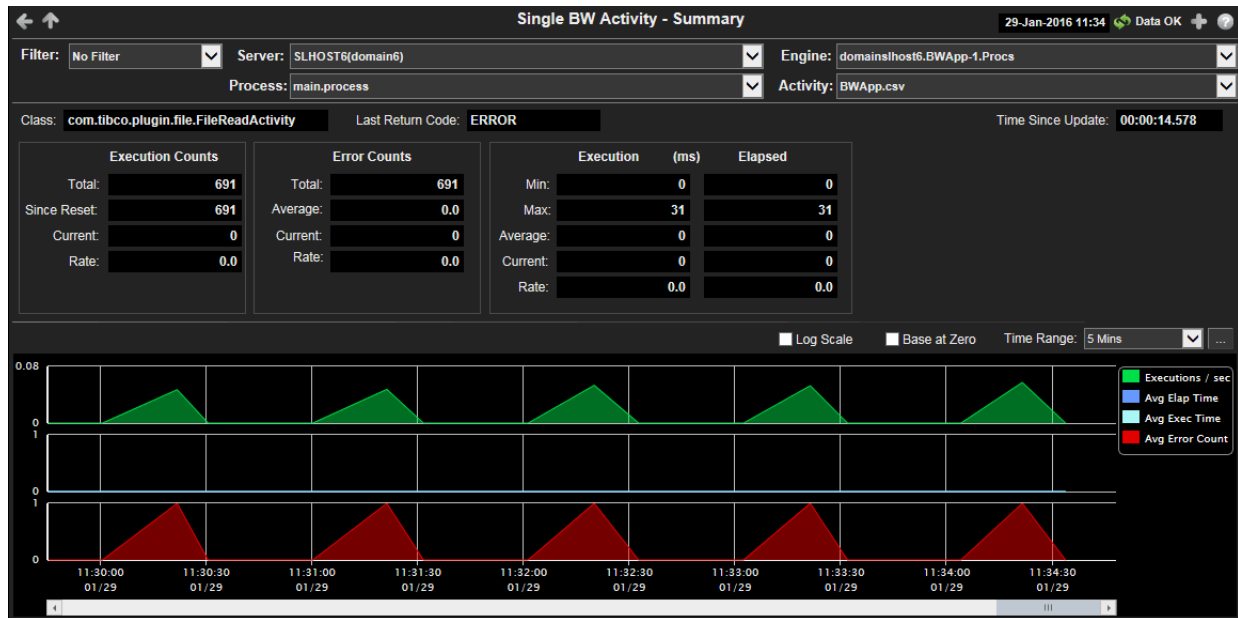 Single BW Activity - Summary
29-Jan-2016 11:34 Data OK
Filter: No Filter Server: SLHOST6(domain6) Engine: domainslhost6.BWApp-1.Procs
Process: main.process Activity: BWApp.csv
Class: com.tibco.plugin.file.FileReadActivity Last Return Code: ERROR Time Since Update: 00:00:14.578
Execution Counts
Total: 691
Since Reset: 691
Current: 0
Rate: 0.0
Error Counts
Total: 691
Average: 0.0
Current: 0
Rate: 0.0
Execution (ms) Elapsed
Min: 0 0
Max: 31 31
Average: 0 0
Current: 0 0
Rate: 0.0 0.0
Log Scale Base at Zero Time Range: 5 Mins ...
0.08
0
1
0
1
0
Executions / sec
Avg Elap Time
Avg Exec Time
Avg Error Count
11:30:00 11:30:30 11:31:00 11:31:30 11:32:00 11:32:30 11:33:00 11:33:30 11:34:00 11:34:30
01/29 01/29 01/29 01/29 01/29 01/29 01/29 01/29 01/29 01/29